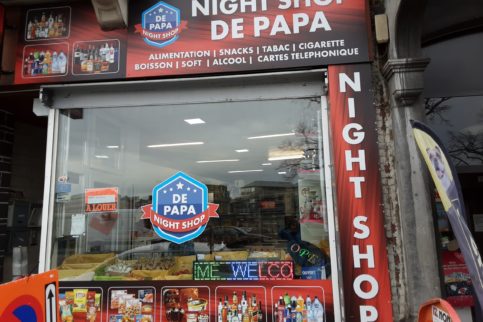 NIGHT SHOP
DE PAPA
DE
PAPA
NIGHT SHOP
ALIMENTATION | SNACKS | TABAC | CIGARETTE
BOISSON | SOFT | ALCOOL | CARTES TELEPHONIQUE
NIGHT SHOP
DE
PAPA
NIGHT SHOP
A LOUER
OPE
ME WELCO